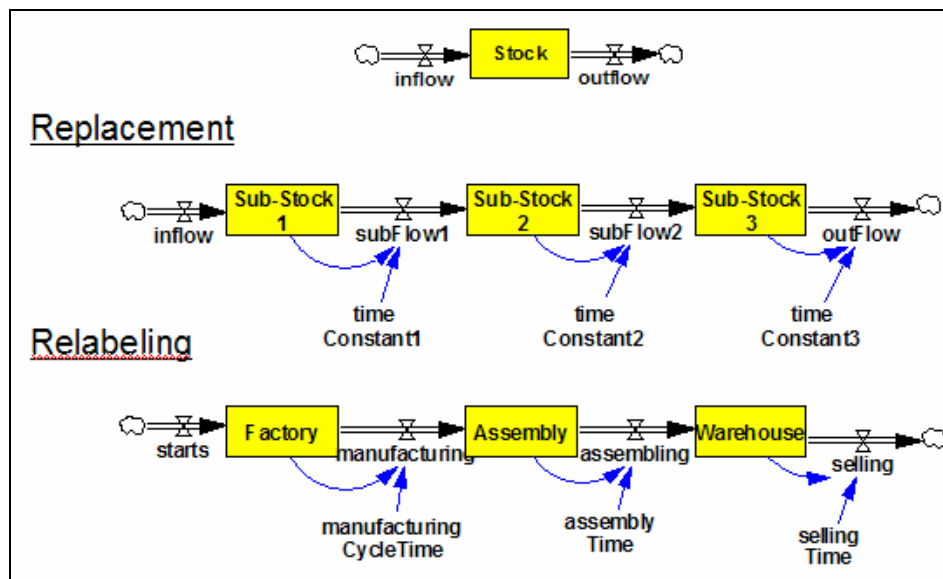 Stock
inflow
outflow
Replacement
Sub-Stock
1
Sub-Stock
2
Sub-Stock
3
inflow
subFlow1
subFlow2
outFlow
time
Constant1
time
Constant2
time
Constant3
Relabeling
Factory
Assembly
Warehouse
starts
manufacturing
assembling
selling
manufacturing
CycleTime
assembly
Time
selling
Time